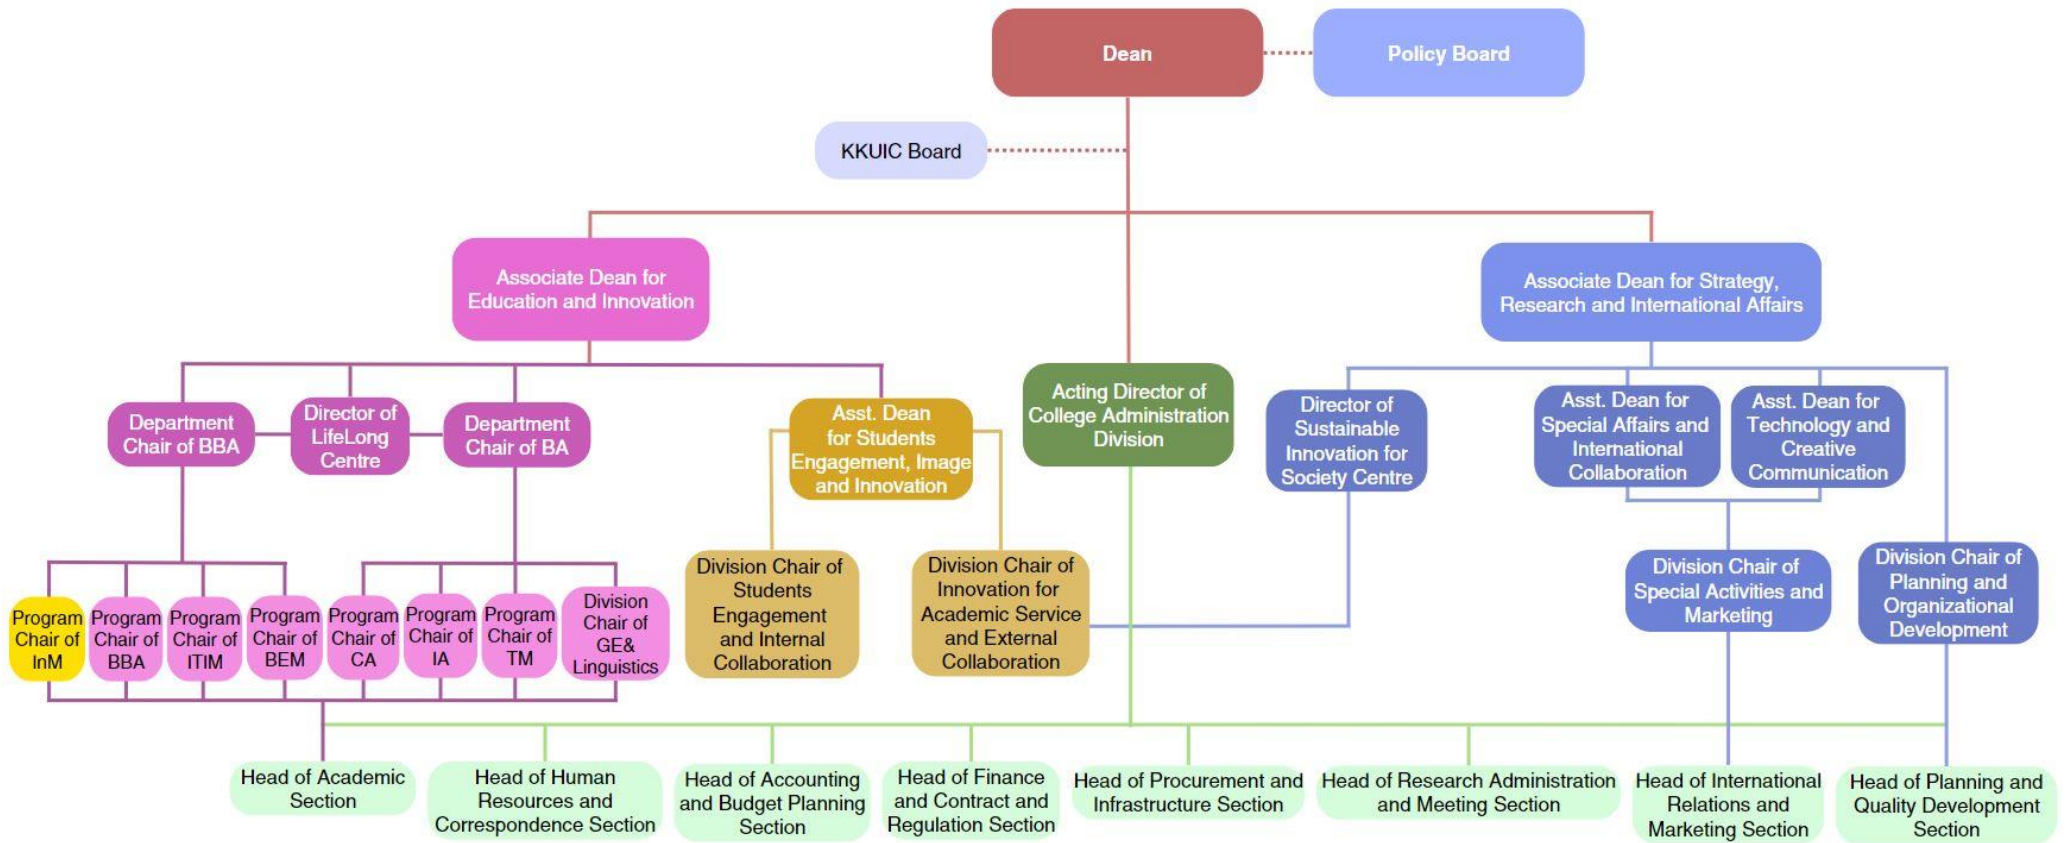 Dean
Policy Board
KKUIC Board
Associate Dean for
Education and Innovation
Associate Dean for Strategy,
Research and International Affairs
Department
Chair of BBA
Director of
LifeLong
Centre
Department
Chair of BA
Asst. Dean
for Students
Engagement, Image
and Innovation
Acting Director of
College Administration
Division
Director of
Sustainable
Innovation for
Society Centre
Asst. Dean for
Special Affairs and
International
Collaboration
Asst. Dean for
Technology and
Creative
Communication
Program
Chair of
InM
Program
Chair of
BBA
Program
Chair of
ITIM
Program
Chair of
BEM
Program
Chair of
CA
Program
Chair of
IA
Program
Chair of
TM
Division
Chair of
GE&
Linguistics
Division Chair of
Students
Engagement
and Internal
Collaboration
Division Chair of
Innovation for
Academic Service
and External
Collaboration
Division Chair of
Special Activities and
Marketing
Division Chair of
Planning and
Organizational
Development
Head of Academic
Section
Head of Human
Resources and
Correspondence Section
Head of Accounting
and Budget Planning
Section
Head of Finance
and Contract and
Regulation Section
Head of Procurement and
Infrastructure Section
Head of Research Administration
and Meeting Section
Head of International
Relations and
Marketing Section
Head of Planning and
Quality Development
Section